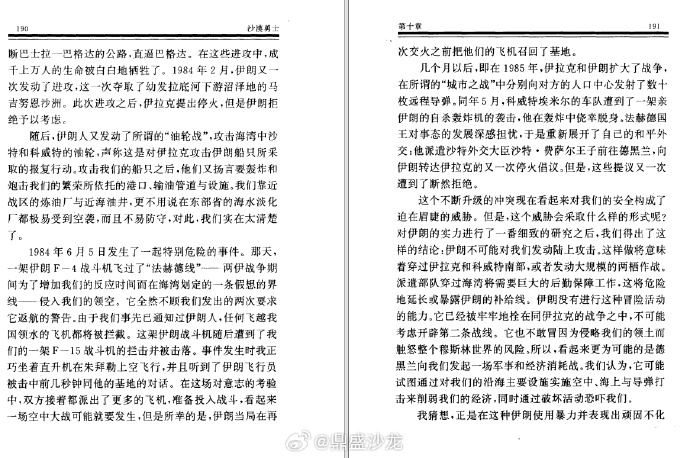 190
沙漠勇士
断巴士拉一巴格达的公路，直逼巴格达。在这些进攻中，成
千上万人的生命被白白地牺牲了。1984年2月，伊朗又一
次发动了进攻，这一次夺取了幼发拉底河下游沼泽地的马
吉努恩沙洲。此次进攻之后，伊拉克提出停火，但是伊朗拒
绝予以考虑。
随后，伊朗人又发动了所谓的“油轮战”，攻击海湾中沙
特和科威特的油轮，声称这是对伊拉克攻击伊朗船只所采
取的报复行动。攻击我们的船只之后，他们又扬言要轰炸和
炮击我们的繁荣所依托的港口、输油管道与设施。我们靠近
战区的炼油厂与近海油井，更不用说在东部省的海水淡化
厂都极易受到空袭，而且不易防守，对此，我们实在太清楚
了。
1984年6月5日发生了一起特别危险的事件。那天，
一架伊朗F－4战斗机飞过了“法赫德线”——两伊战争期
间为了增加我们的反应时间而在海湾划定的一条假想的界
线——侵入我们的领空。它全然不顾我们发出的两次要求
它返航的警告。由于我们事先已通知过伊朗人，任何飞越我
国领水的飞机都将被拦截。这架伊朗战斗机随后遭到了我
们的一架F－15战斗机的拦击并被击落。事件发生时我正
巧坐着直升机在朱拜勒上空飞行，并且听到了伊朗飞行员
被击中前几秒钟同他的基地的对话。在这场对意志的考验
中，双方接着都派出了更多的飞机，准备投入战斗，看起来
一场空中大战可能就要发生，但是所幸的是，伊朗当局在再
第十章
191
次交火之前把他们的飞机召回了基地。
几个月以后，即在1985年，伊拉克和伊朗扩大了战争，
在所谓的“城市之战”中分别向对方的人口中心发射了数十
枚远程导弹。同年5月，科威特埃米尔的车队遭到了一架亲
伊朗的自杀轰炸机的袭击，他在轰炸中侥幸脱身。法赫德国
王对事态的发展深感担忧，于是重新展开了自己的和平外
交；他派遣沙特外交大臣沙特·费萨尔王子前往德黑兰，向
伊朗转达伊拉克的又一次停火倡议。但是，这些提议又一次
遭到了断然拒绝。
这个不断升级的冲突现在看起来对我们的安全构成了
迫在眉睫的威胁。但是，这个威胁会采取什么样的形式呢？
对伊朗的实力进行了一番细致的研究之后，我们得出了这
样的结论：伊朗不可能对我们发动陆上攻击。这样做将意味
着穿过伊拉克和科威特南部，或者发动大规模的两栖作战。
派遣部队穿过海湾将需要巨大的后勤保障工作，这将危险
地延长或暴露伊朗的补给线。伊朗没有进行这种冒险活动
的能力。它已经被牢牢地拴在同伊拉克的战争之中，不可能
考虑开辟第二条战线。它也不敢冒因为侵略我们的领土而
触怒整个穆斯林世界的风险。所以，看起来更为可能的是德
黑兰向我们发起一场军事和经济消耗战。我们认为，它可能
试图通过对我们的沿海主要设施实施空中、海上与导弹打
击来削弱我们的经济，同时通过破坏活动恐吓我们。
我猜想，正是在这种伊朗使用暴力并表现出顽固不化
@鼎盛沙龙